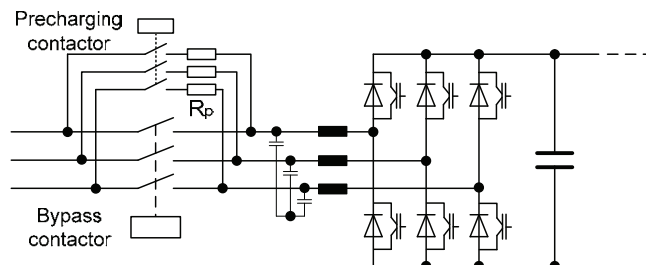 Precharging
contactor
Rp
Bypass
contactor